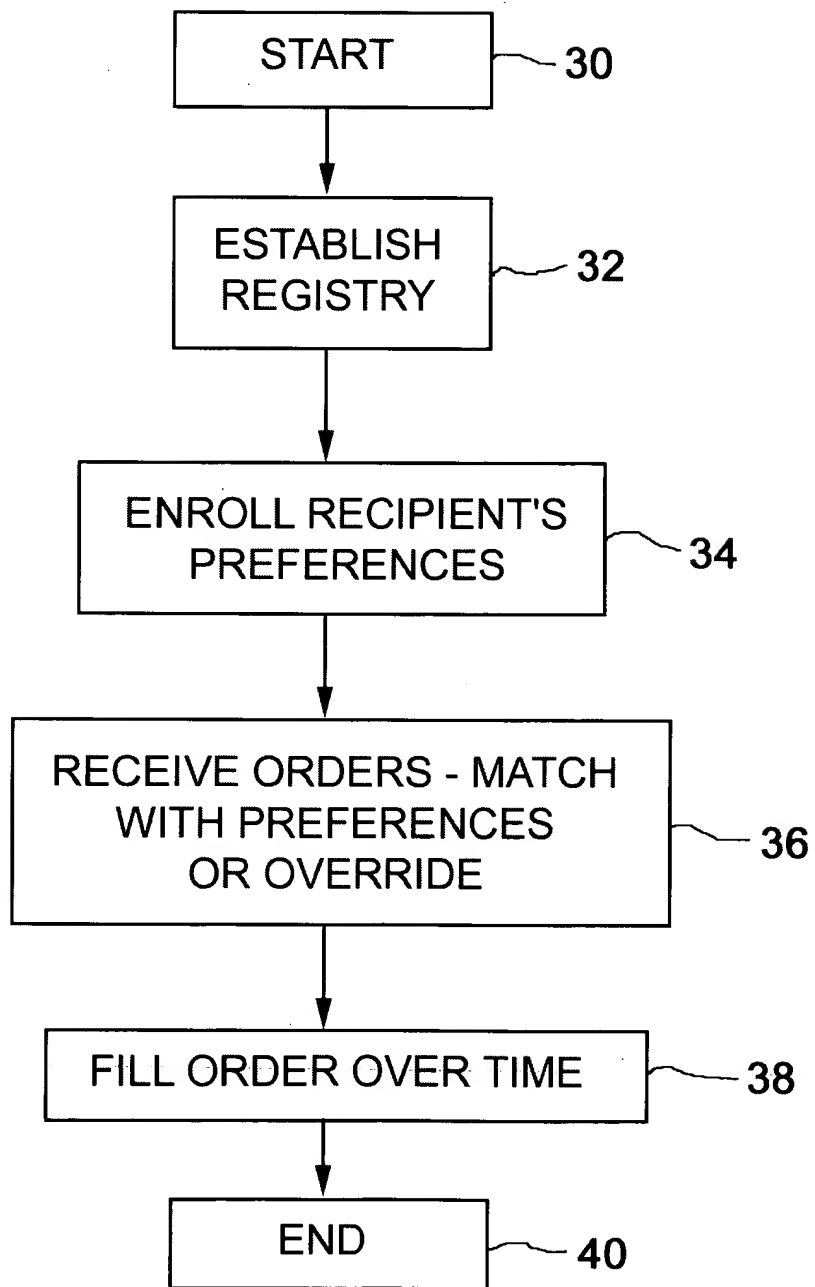 START
30
ESTABLISH
REGISTRY
32
ENROLL RECIPIENT'S
PREFERENCES
34
RECEIVE ORDERS - MATCH
WITH PREFERENCES
OR OVERRIDE
36
FILL ORDER OVER TIME
38
END
40